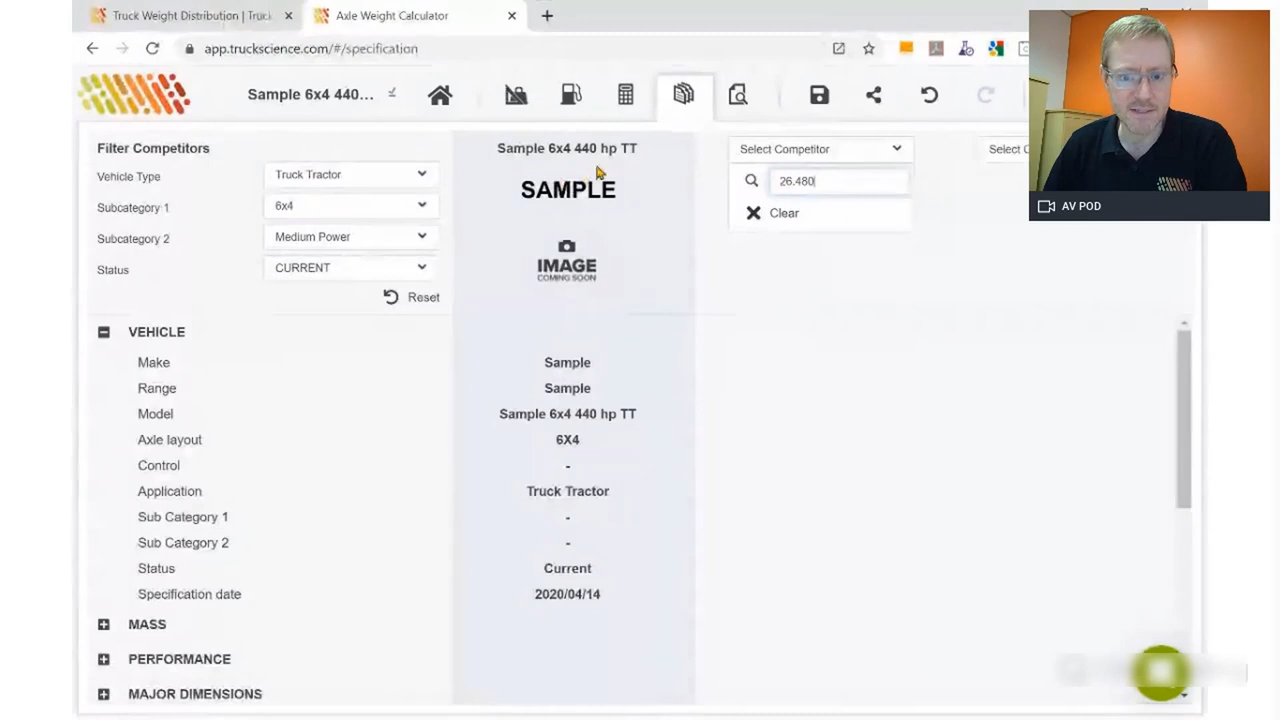 Truck Weight Distribution | Truck
Axle Weight Calculator
app.truckscience.com/#/specification
Sample 6x4 440...
AV POD
Filter Competitors
Vehicle Type
Truck Tractor
Subcategory 1
6x4
Subcategory 2
Medium Power
Status
CURRENT
Reset
Sample 6x4 440 hp TT
SAMPLE
IMAGE
COMING SOON
Select Competitor
26.480
Clear
Select C
VEHICLE
Make Sample
Range Sample
Model Sample 6x4 440 hp TT
Axle layout 6X4
Control -
Application Truck Tractor
Sub Category 1 -
Sub Category 2 -
Status Current
Specification date 2020/04/14
MASS
PERFORMANCE
MAJOR DIMENSIONS